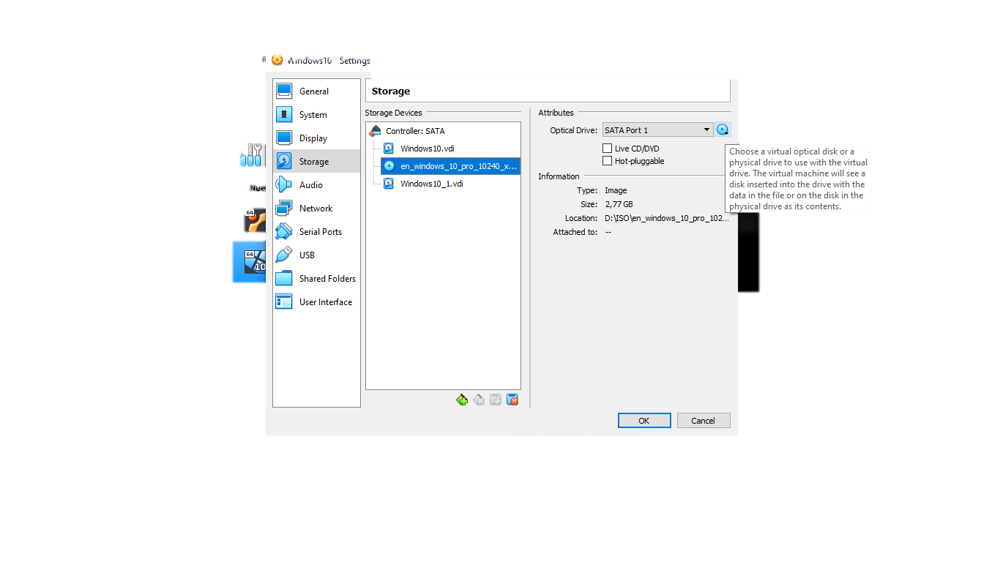 Windows10 Settings
General
System
Display
Storage
Audio
Network
Serial Ports
USB
Shared Folders
User Interface
Nue
64
64
10
Storage
Storage Devices
Controller: SATA
Windows10.vdi
en_windows_10_pro_10240_x...
Windows10_1.vdi
Attributes
Optical Drive: SATA Port 1
Live CD/DVD
Hot-pluggable
Information
Type: Image
Size: 2,77 GB
Location: D:\ISO\en_windows_10_pro_102...
Attached to: --
Choose a virtual optical disk or a
physical drive to use with the virtual
drive. The virtual machine will see a
disk inserted into the drive with the
data in the file or on the disk in the
physical drive as its contents.
OK Cancel